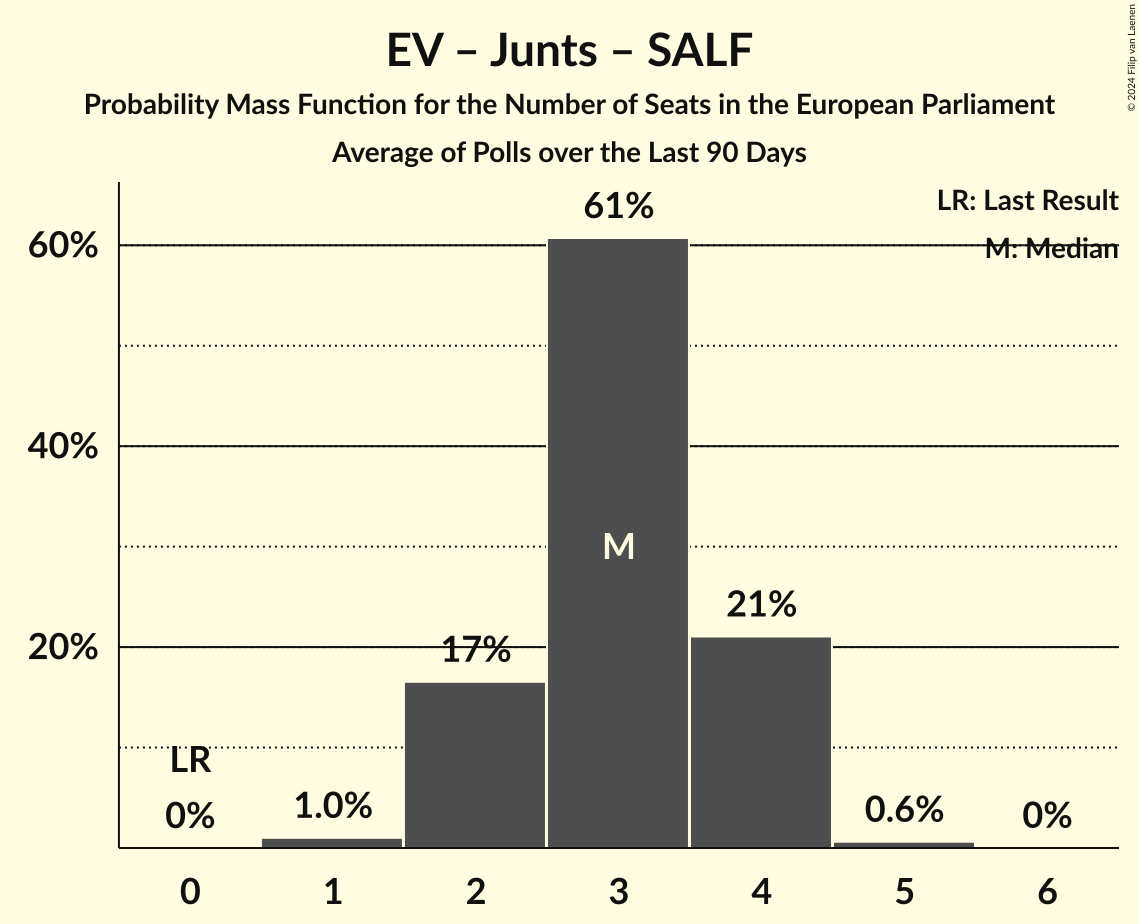 EV – Junts – SALF
Probability Mass Function for the Number of Seats in the European Parliament
Average of Polls over the Last 90 Days
© 2024 Filip van Laenen
LR: Last Result
M: Median
61%
60%
40%
M
21%
20%
17%
LR
0%
1.0%
0.6%
0%
0 1 2 3 4 5 6